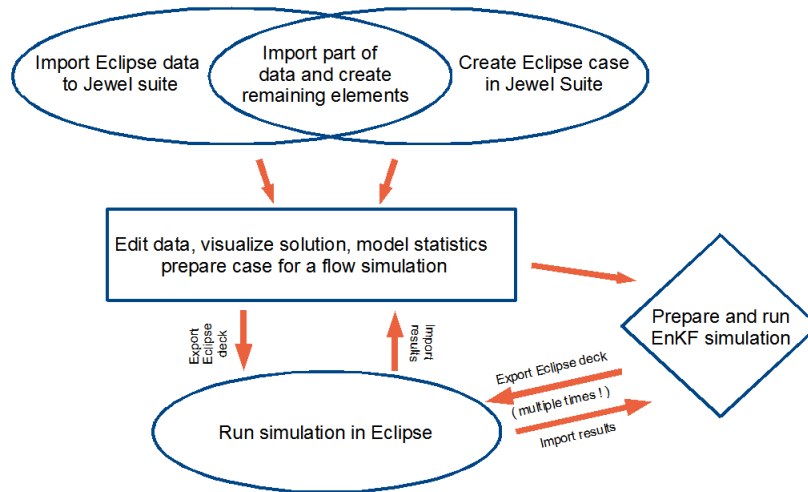 Import Eclipse data
to Jewel suite
Import part of
data and create
remaining elements
Create Eclipse case
in Jewel Suite
Edit data, visualize solution, model statistics
prepare case for a flow simulation
Export
Eclipse
deck
Import
results
Prepare and run
EnKF simulation
Export Eclipse deck
( multiple times ! )
Import results
Run simulation in Eclipse